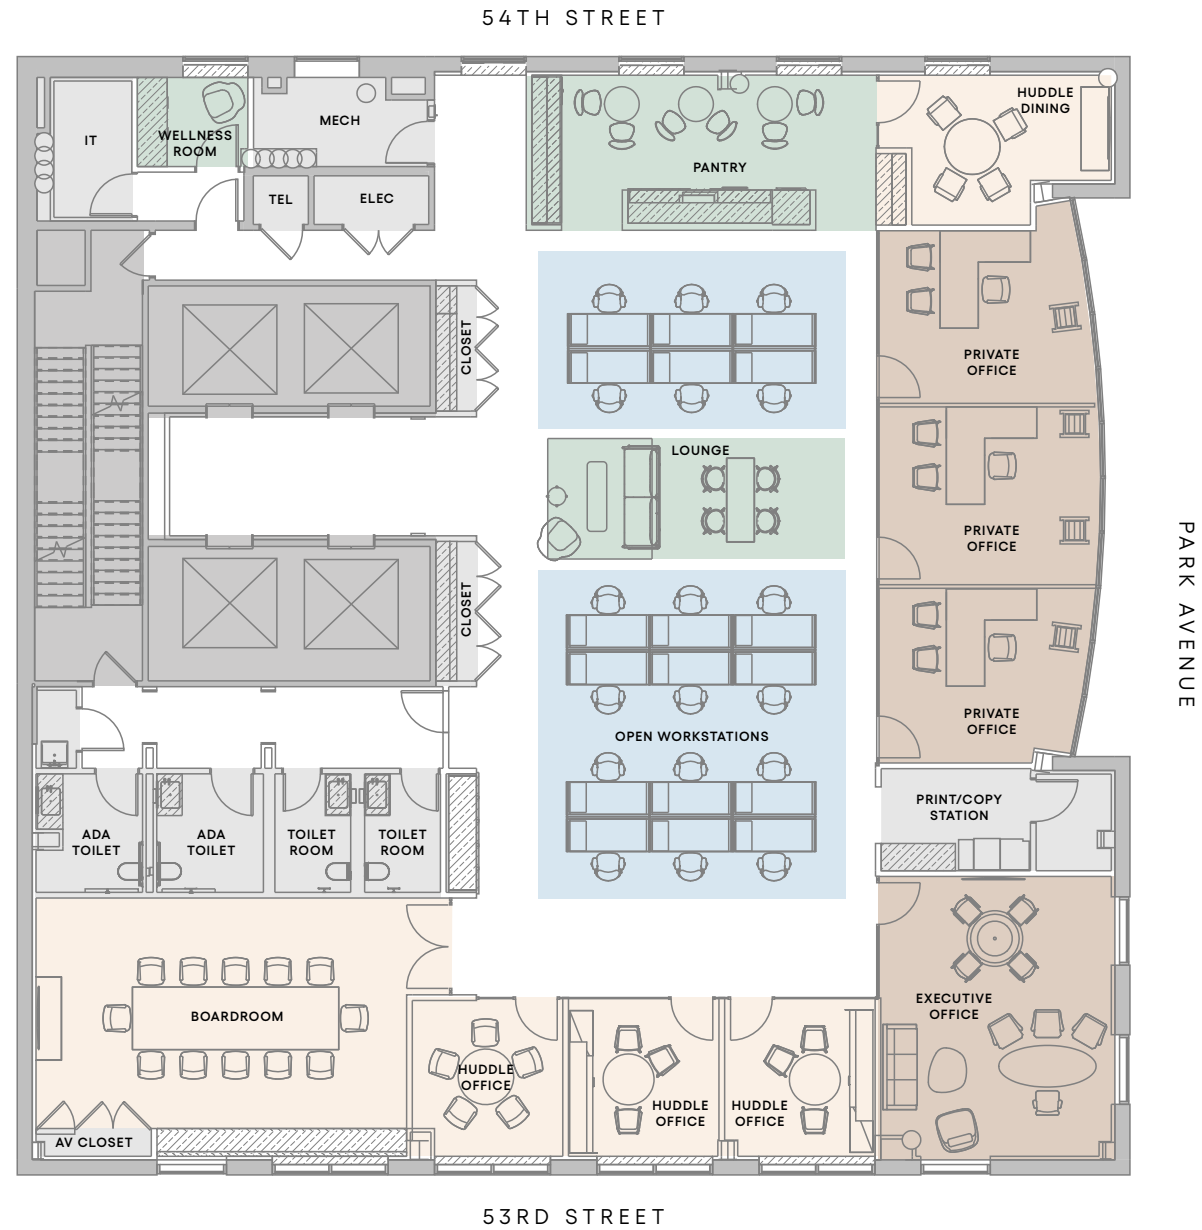 54TH STREET
IT
WELLNESS
ROOM
MECH
TEL
ELEC
PANTRY
HUDDLE
DINING
CLOSET
PRIVATE
OFFICE
LOUNGE
PRIVATE
OFFICE
CLOSET
PRIVATE
OFFICE
OPEN WORKSTATIONS
PARK AVENUE
ADA
TOILET
ADA
TOILET
TOILET
ROOM
TOILET
ROOM
PRINT/COPY
STATION
BOARDROOM
EXECUTIVE
OFFICE
HUDDLE
OFFICE
HUDDLE
OFFICE
HUDDLE
OFFICE
AV CLOSET
53RD STREET